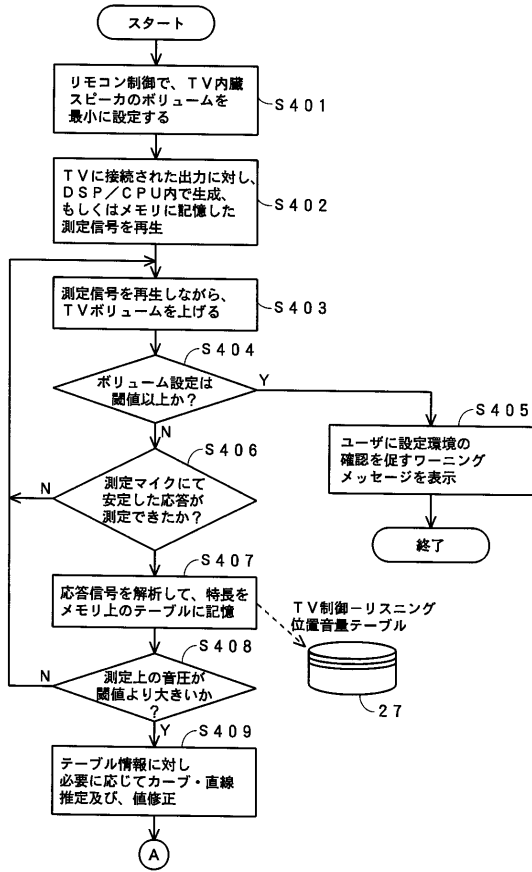 スタート
リモコン制御で、TV内臓
スピーカのボリュームを
最小に設定する
S401
TVに接続された出力に対し、
DSP/CPU内で生成、
もしくはメモリに記憶した
測定信号を再生
S402
測定信号を再生しながら、
TVボリュームを上げる
S403
S404
ボリューム設定は
閾値以上か?
Y
N
S405
ユーザに設定環境の
確認を促すワーニング
メッセージを表示
終了
S406
測定マイクにて
安定した応答が
測定できたか?
N
S407
応答信号を解析して、特長を
メモリ上のテーブルに記憶
TV制御-リスニング
位置音量テーブル
27
S408
測定上の音圧が
閾値より大きいか
?
N
Y
S409
テーブル情報に対し
必要に応じてカーブ・直線
推定及び、値修正
A